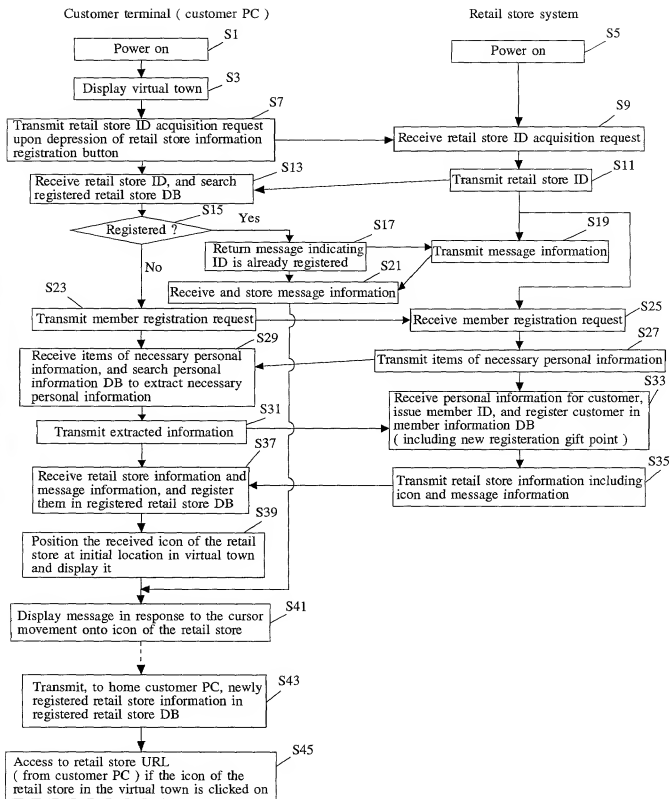 Customer terminal ( customer PC )
Retail store system
S1
Power on
S5
Power on
S3
Display virtual town
S7
Transmit retail store ID acquisition request
upon depression of retail store information
registration button
S9
Receive retail store ID acquisition request
S13
Receive retail store ID, and search
registered retail store DB
S11
Transmit retail store ID
S15
Registered ?
Yes
No
S17
Return message indicating
ID is already registered
S19
Transmit message information
S21
Receive and store message information
S23
Transmit member registration request
S25
Receive member registration request
S29
Receive items of necessary personal
information, and search personal
information DB to extract necessary
personal information
S27
Transmit items of necessary personal information
S31
Transmit extracted information
S33
Receive personal information for customer,
issue member ID, and register customer in
member information DB
( including new registeration gift point )
S37
Receive retail store information and
message information, and register
them in registered retail store DB
S35
Transmit retail store information including
icon and message information
S39
Position the received icon of the retail
store at initial location in virtual town
and display it
S41
Display message in response to the cursor
movement onto icon of the retail store
S43
Transmit, to home customer PC, newly
registered retail store information in
registered retail store DB
S45
Access to retail store URL
( from customer PC ) if the icon of the
retail store in the virtual town is clicked on